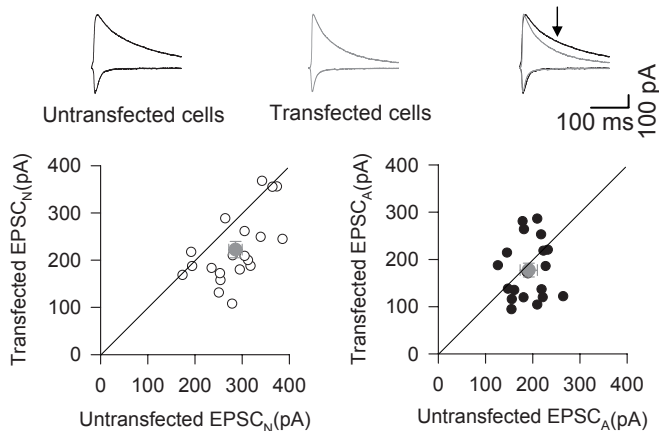 Untransfected cells
Transfected cells
100 ms
100 pA
Transfected EPSC_N(pA)
400
300
200
100
0
0 100 200 300 400
Untransfected EPSC_N(pA)
Transfected EPSC_A(pA)
400
300
200
100
0
0 100 200 300 400
Untransfected EPSC_A(pA)